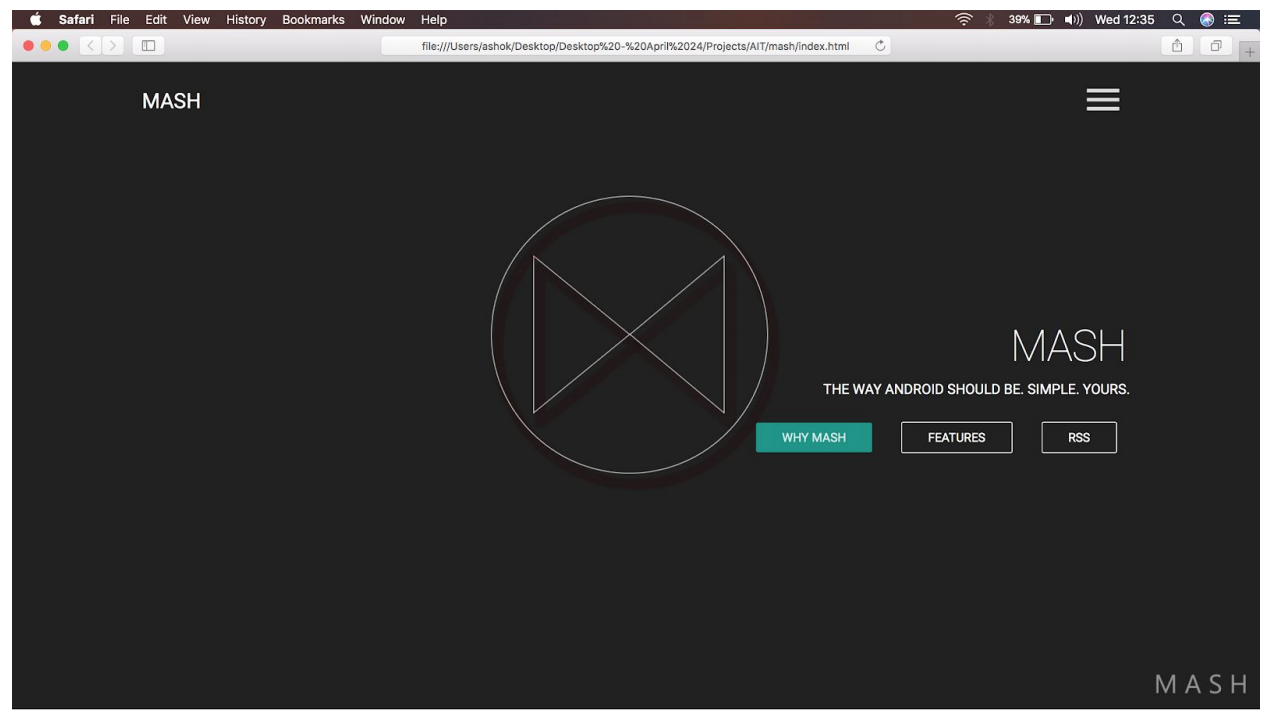 Safari File Edit View History Bookmarks Window Help 39% Wed 12:35
file:///Users/ashok/Desktop/Desktop%20-%20April%2024/Projects/AIT/mash/index.html
MASH
MASH
THE WAY ANDROID SHOULD BE. SIMPLE. YOURS.
WHY MASH FEATURES RSS
MASH